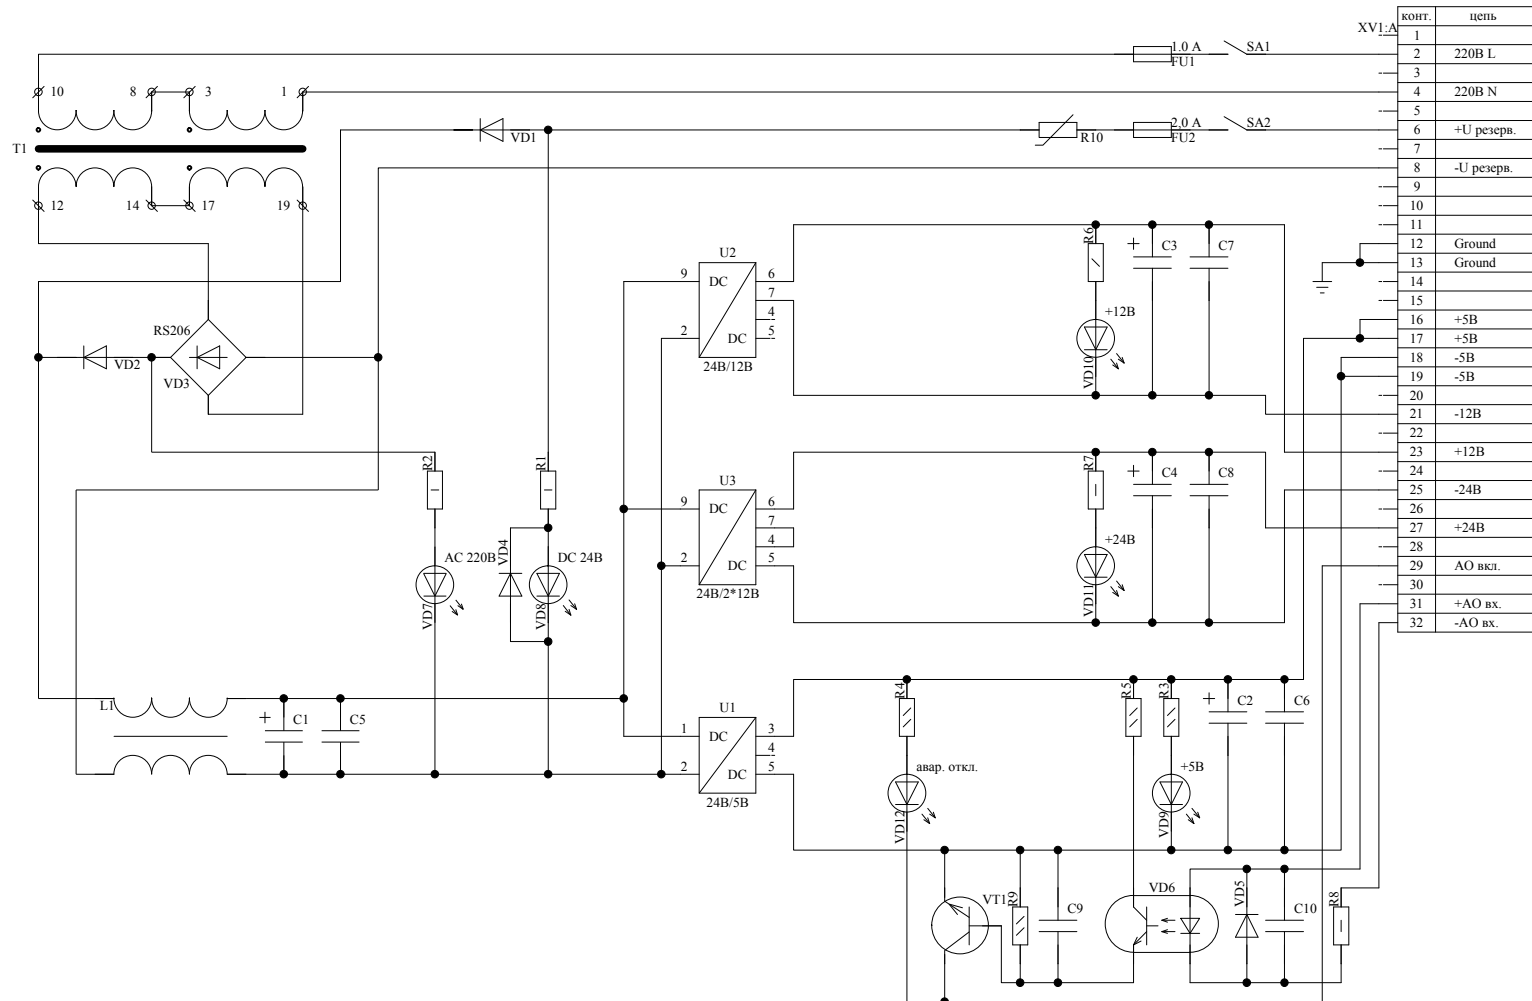 конт. цепь
XV1:A
1
1.0 A SA1
2 220В L
FU1
3
10 8 3 1
4 220В N
5
2,0 A SA2
6 +U резерв.
VD1 R10 FU2
T1
7
8 -U резерв.
9
12 14 17 19
10
11
R6 C3 C7
12 Ground
U2
13 Ground
9 DC 6
14
7
15
+12В
4
16 +5В
RS206
2 DC 5
17 +5В
VD2
18 -5В
24В/12В
VD10
VD3
19 -5В
20
21 -12В
22
23 +12В
R2 R1 R7 C4 C8
24
U3
25 -24В
9 DC 6
26
7
27 +24В
+24В
4
28
VD4
AC 220В DC 24В
2 DC 5
29 АО вкл.
30
24В/2*12В
VD11
31 +АО вх.
VD7 VD8
32 -АО вх.
R4 R5 R3 C2 C6
L1
U1
C1 C5
1 DC 3
4
авар. откл. +5В
2 DC 5
24В/5В
VD12 VD9
VT1 R9 C9 VD6 VD5 C10 R8
+
+
+
+